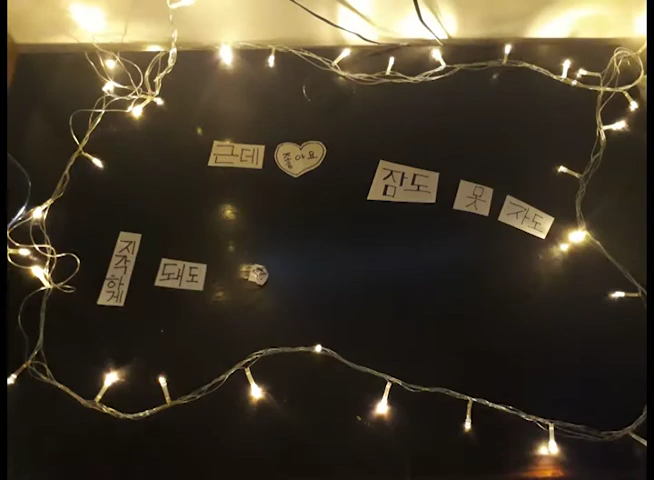 근데 좋아요
잠도 못 자도
지각하게 돼도